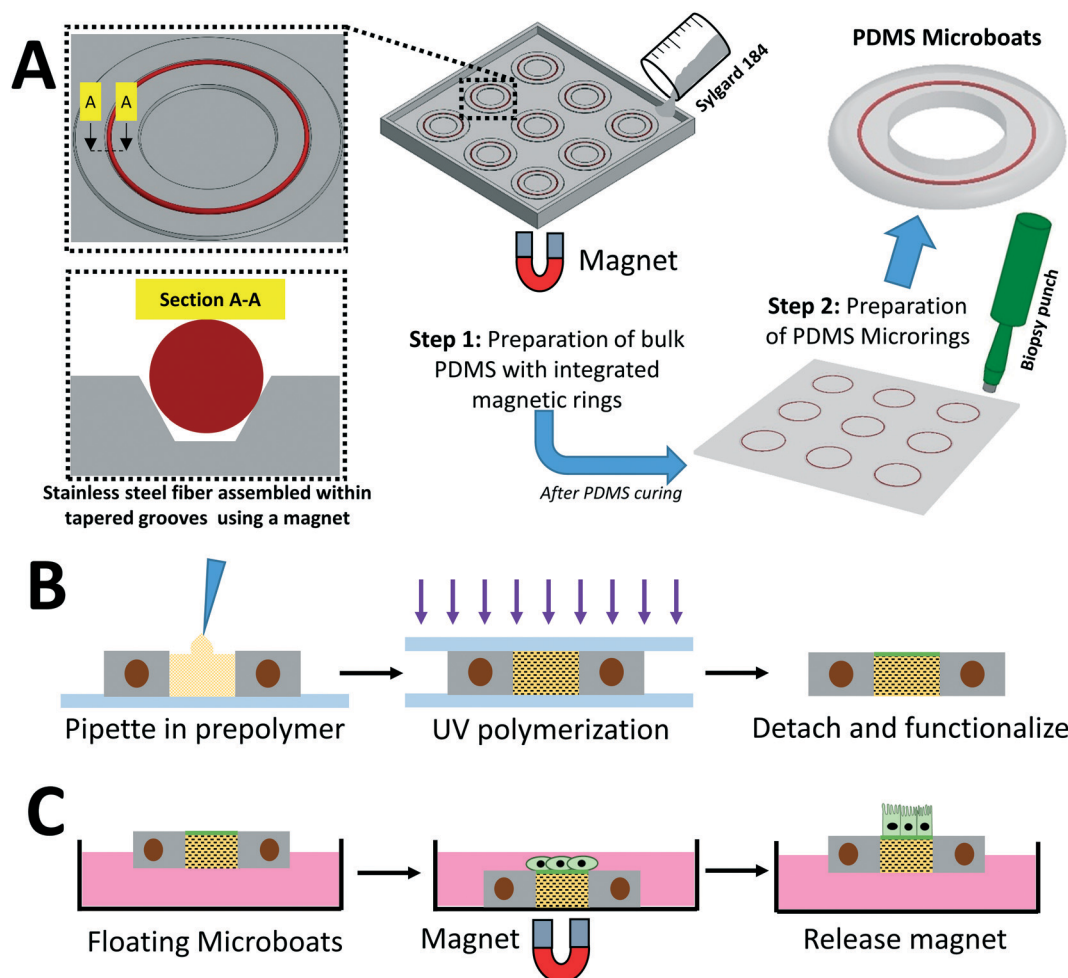 A
A
A
Sylgard 184
PDMS Microboats
Magnet
Section A-A
Stainless steel fiber assembled within
tapered grooves using a magnet
Step 1: Preparation of bulk
PDMS with integrated
magnetic rings
After PDMS curing
Step 2: Preparation
of PDMS Microrings
Biopsy punch
B
Pipette in prepolymer
UV polymerization
Detach and functionalize
C
Floating Microboats
Magnet
Release magnet